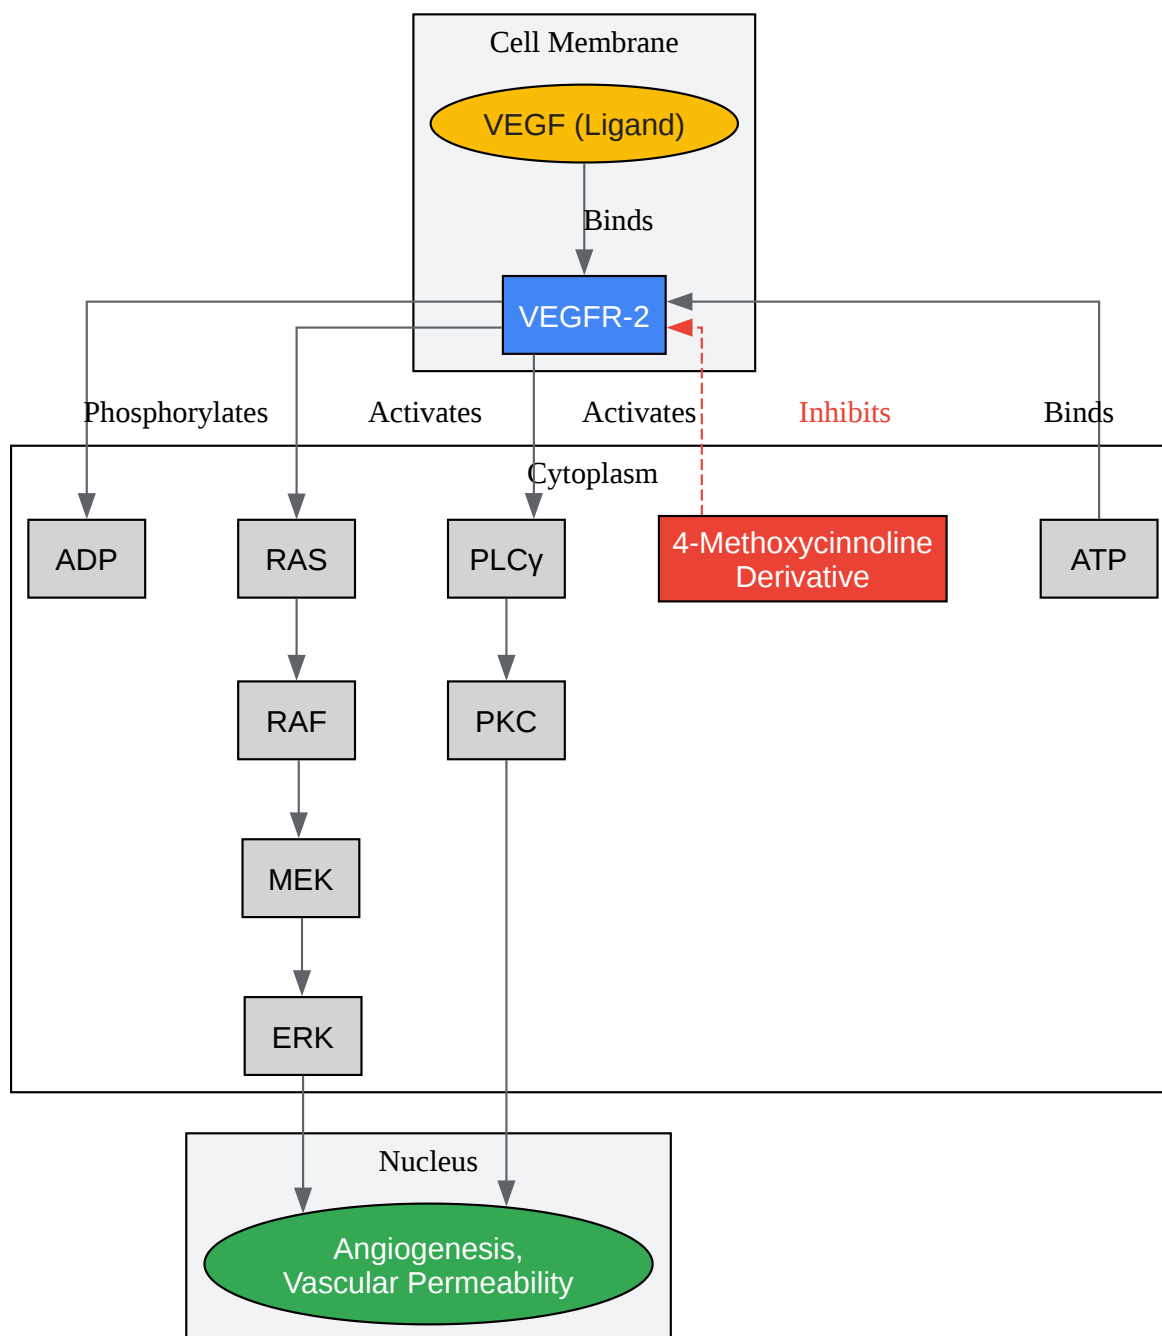 Cell Membrane
VEGF (Ligand)
Binds
VEGFR-2
Phosphorylates
Activates
Activates
Inhibits
Binds
Cytoplasm
ADP
RAS
PLCγ
4-Methoxycinnoline
Derivative
ATP
RAF
PKC
MEK
ERK
Nucleus
Angiogenesis,
Vascular Permeability